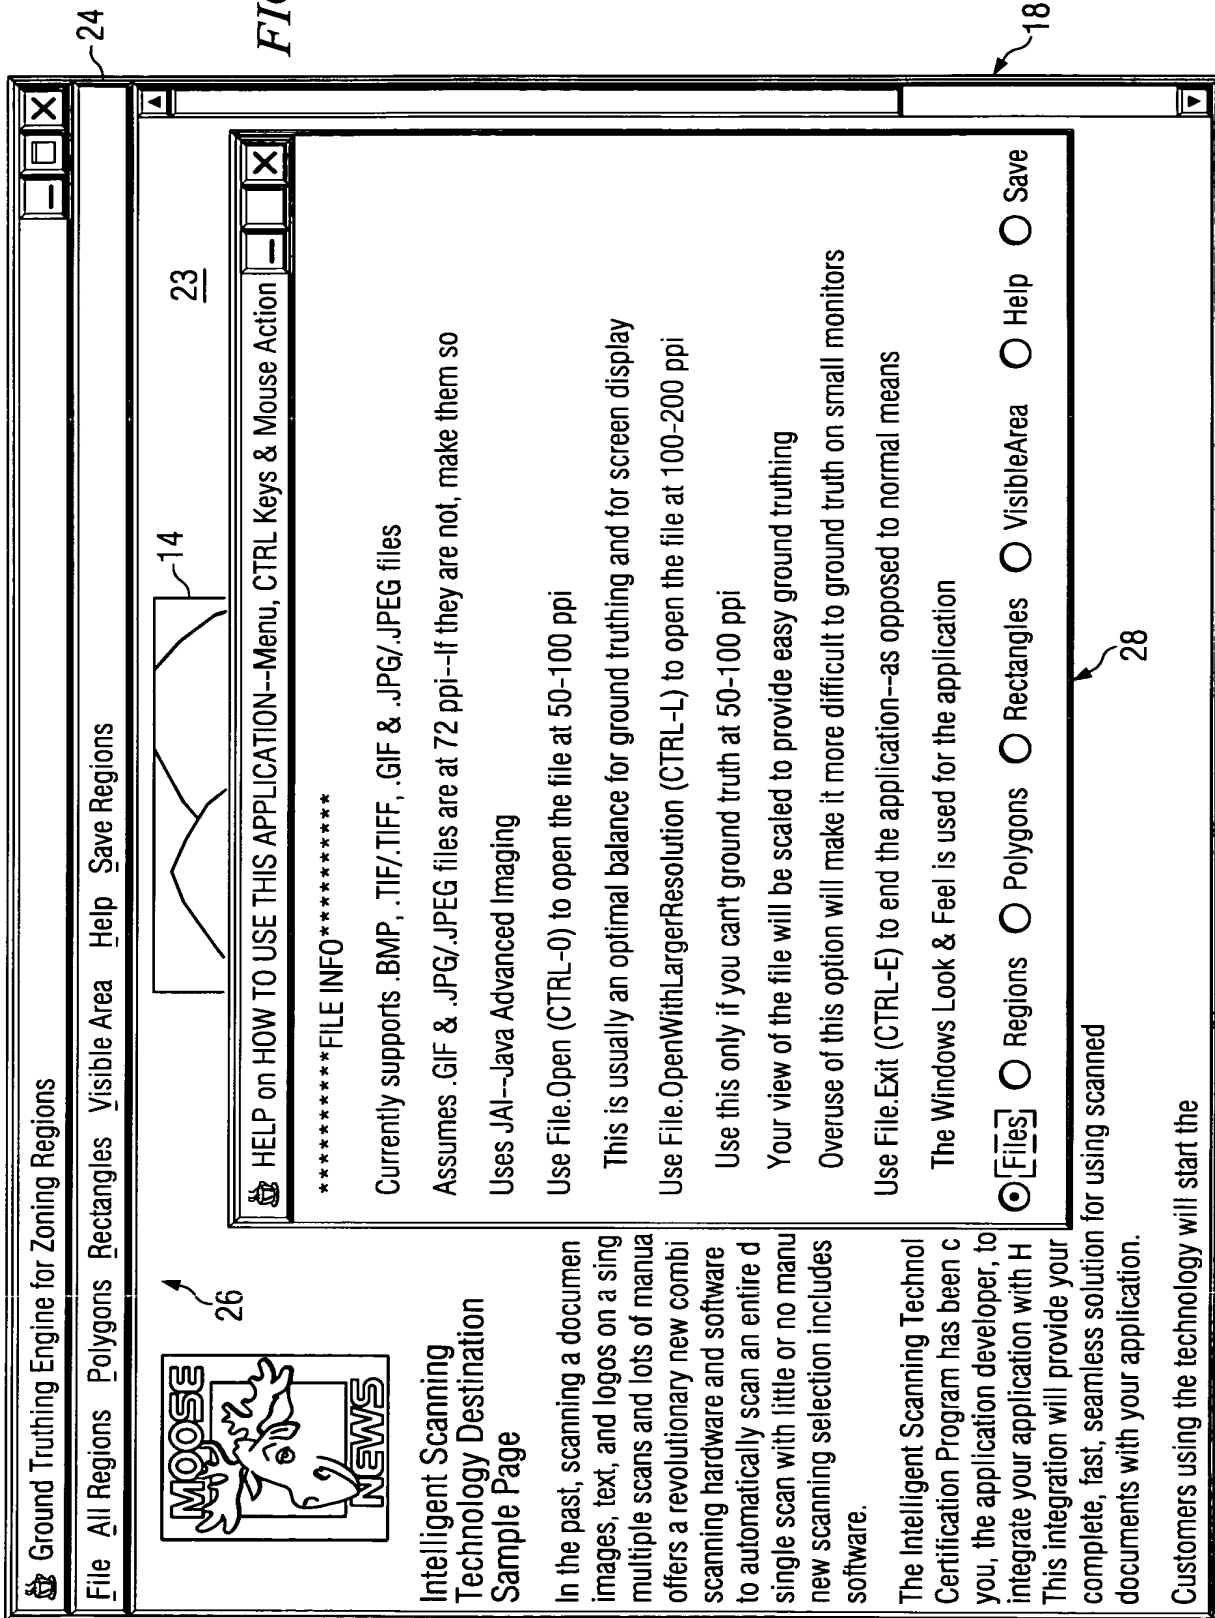 24
FIG
Ground Truthing Engine for Zoning Regions
File All Regions Polygons Rectangles Visible Area Help Save Regions
18
26
14
23
MOOSE
NEWS
Intelligent Scanning
Technology Destination
Sample Page
In the past, scanning a documen
images, text, and logos on a sing
multiple scans and lots of manua
offers a revolutionary new combi
scanning hardware and software
to automatically scan an entire d
single scan with little or no manu
new scanning selection includes
software.
The Intelligent Scanning Technol
Certification Program has been c
you, the application developer, to
integrate your application with H
This integration will provide your
complete, fast, seamless solution for using scanned
documents with your application.
Customers using the technology will start the
HELP on HOW TO USE THIS APPLICATION--Menu, CTRL Keys & Mouse Action
***********FILE INFO***********
Currently supports .BMP, .TIF/.TIFF, .GIF & .JPG/.JPEG files
Assumes .GIF & .JPG/.JPEG files are at 72 ppi--If they are not, make them so
Uses JAI--Java Advanced Imaging
Use File.Open (CTRL-O) to open the file at 50-100 ppi
This is usually an optimal balance for ground truthing and for screen display
Use File.OpenWithLargerResolution (CTRL-L) to open the file at 100-200 ppi
Use this only if you can't ground truth at 50-100 ppi
Your view of the file will be scaled to provide easy ground truthing
Overuse of this option will make it more difficult to ground truth on small monitors
Use File.Exit (CTRL-E) to end the application--as opposed to normal means
The Windows Look & Feel is used for the application
Files Regions Polygons Rectangles VisibleArea Help Save
28